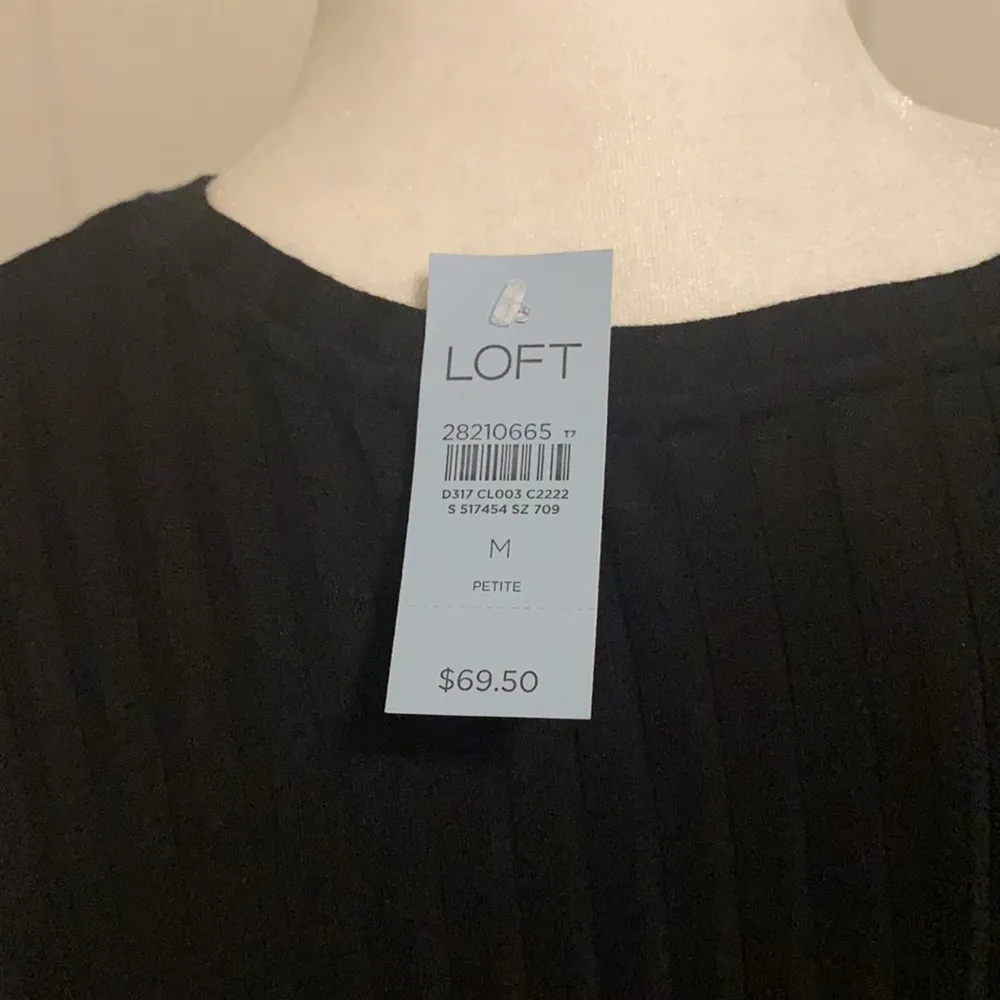 LOFT
28210665 T7
D317 CL003 C2222
S 517454 SZ 709
M
PETITE
$69.50